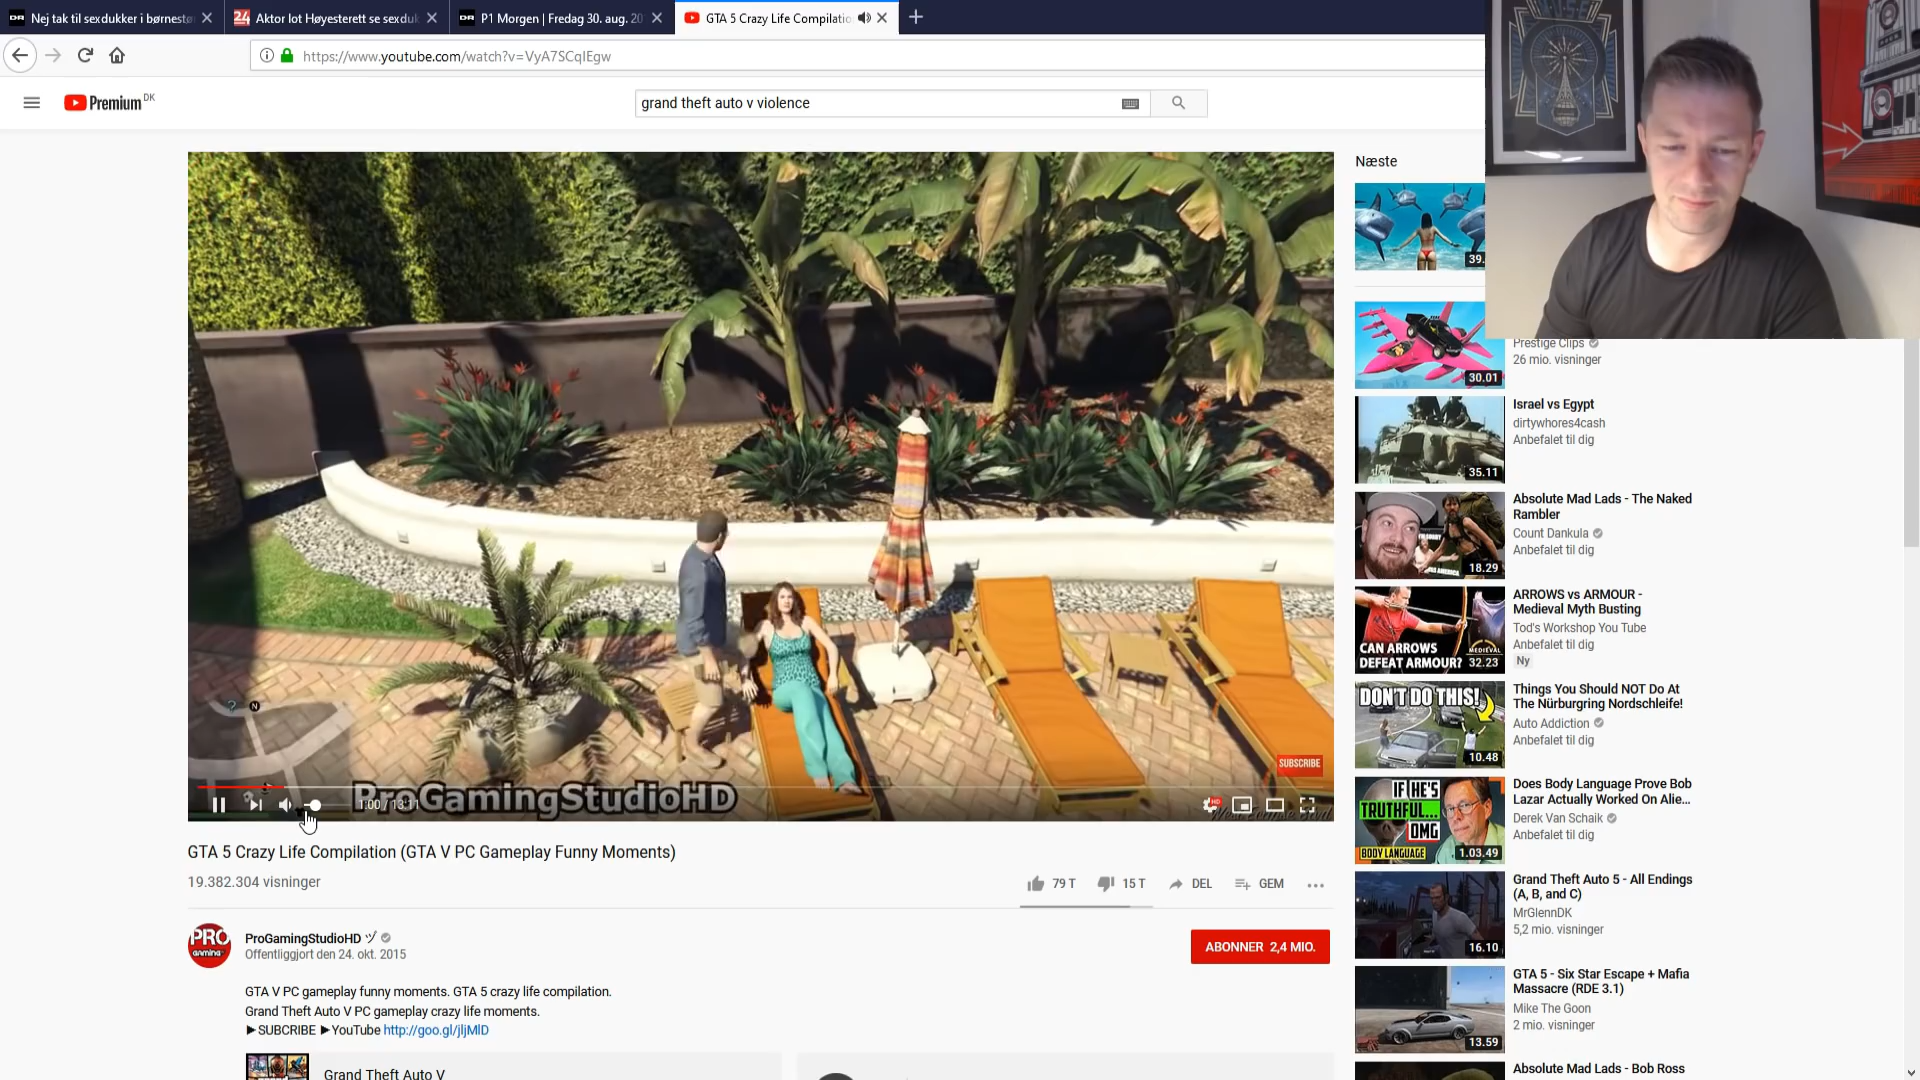 Nej tak til sexdukker i børnestø
Aktor lot Høyesterett se sexduk
P1 Morgen | Fredag 30. aug. 20
GTA 5 Crazy Life Compilatio
https://www.youtube.com/watch?v=VyA7SCqIEgw
Premium DK
grand theft auto v violence
Næste
39.
30.01
Prestige Clips
26 mio. visninger
Israel vs Egypt
dirtywhores4cash
Anbefalet til dig
35.11
Absolute Mad Lads - The Naked
Rambler
Count Dankula
Anbefalet til dig
18.29
ARROWS vs ARMOUR -
Medieval Myth Busting
Tod's Workshop You Tube
Anbefalet til dig
Ny
CAN ARROWS
DEFEAT ARMOUR?
MEDIEVAL
32.23
DON'T DO THIS!
10.48
Things You Should NOT Do At
The Nürburgring Nordschleife!
Auto Addiction
Anbefalet til dig
IF HE'S
TRUTHFUL...
OMG
BODY LANGUAGE
1.03.49
Does Body Language Prove Bob
Lazar Actually Worked On Alie...
Derek Van Schaik
Anbefalet til dig
16.10
Grand Theft Auto 5 - All Endings
(A, B, and C)
MrGlennDK
5,2 mio. visninger
13.59
GTA 5 - Six Star Escape + Mafia
Massacre (RDE 3.1)
Mike The Goon
2 mio. visninger
Absolute Mad Lads - Bob Ross
N
SUBSCRIBE
ProGamingStudioHD
1:00 / 13:11
HD
GTA 5 Crazy Life Compilation (GTA V PC Gameplay Funny Moments)
19.382.304 visninger
79 T
15 T
DEL
GEM
PRO
GAMING
ProGamingStudioHD ヅ
Offentliggjort den 24. okt. 2015
ABONNER 2,4 MIO.
GTA V PC gameplay funny moments. GTA 5 crazy life compilation.
Grand Theft Auto V PC gameplay crazy life moments.
►SUBCRIBE ►YouTube http://goo.gl/jljMlD
Grand Theft Auto V